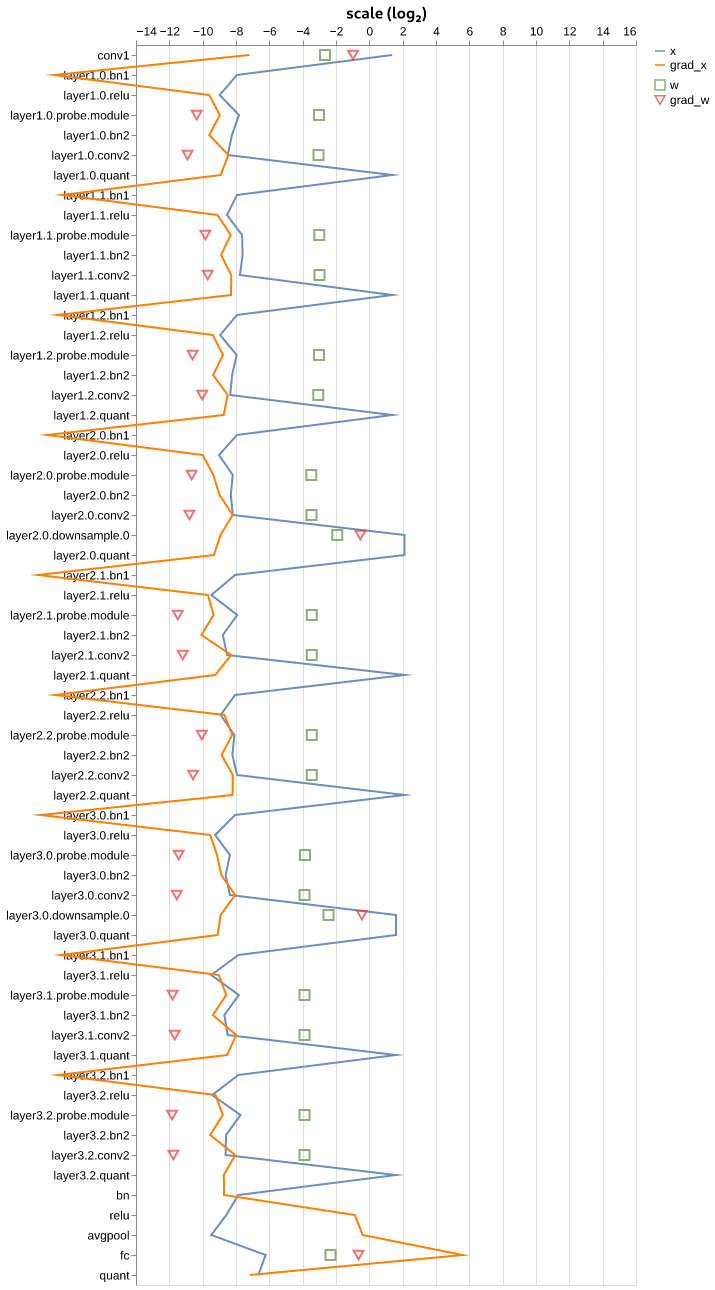 scale (log₂)
−14 −12 −10 −8 −6 −4 −2 0 2 4 6 8 10 12 14 16
x
grad_x
w
grad_w
conv1
layer1.0.bn1
layer1.0.relu
layer1.0.probe.module
layer1.0.bn2
layer1.0.conv2
layer1.0.quant
layer1.1.bn1
layer1.1.relu
layer1.1.probe.module
layer1.1.bn2
layer1.1.conv2
layer1.1.quant
layer1.2.bn1
layer1.2.relu
layer1.2.probe.module
layer1.2.bn2
layer1.2.conv2
layer1.2.quant
layer2.0.bn1
layer2.0.relu
layer2.0.probe.module
layer2.0.bn2
layer2.0.conv2
layer2.0.downsample.0
layer2.0.quant
layer2.1.bn1
layer2.1.relu
layer2.1.probe.module
layer2.1.bn2
layer2.1.conv2
layer2.1.quant
layer2.2.bn1
layer2.2.relu
layer2.2.probe.module
layer2.2.bn2
layer2.2.conv2
layer2.2.quant
layer3.0.bn1
layer3.0.relu
layer3.0.probe.module
layer3.0.bn2
layer3.0.conv2
layer3.0.downsample.0
layer3.0.quant
layer3.1.bn1
layer3.1.relu
layer3.1.probe.module
layer3.1.bn2
layer3.1.conv2
layer3.1.quant
layer3.2.bn1
layer3.2.relu
layer3.2.probe.module
layer3.2.bn2
layer3.2.conv2
layer3.2.quant
bn
relu
avgpool
fc
quant